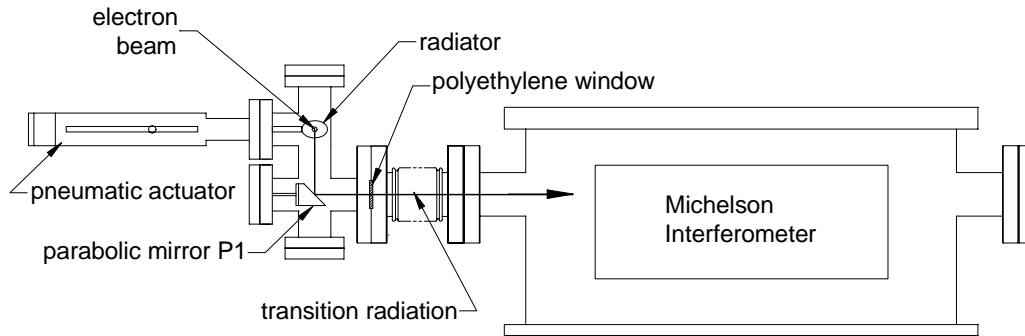 electron
beam
radiator
polyethylene window
pneumatic actuator
parabolic mirror P1
transition radiation
Michelson
Interferometer